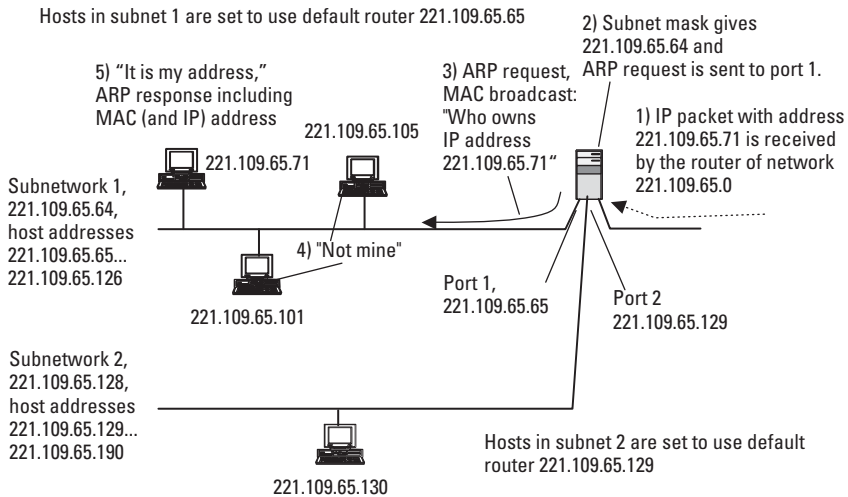 Hosts in subnet 1 are set to use default router 221.109.65.65
2) Subnet mask gives
221.109.65.64 and
ARP request is sent to port 1.
5) “It is my address,”
ARP response including
MAC (and IP) address
3) ARP request,
MAC broadcast:
"Who owns
IP address
221.109.65.71“
1) IP packet with address
221.109.65.71 is received
by the router of network
221.109.65.0
221.109.65.105
221.109.65.71
Subnetwork 1,
221.109.65.64,
host addresses
221.109.65.65...
221.109.65.126
4) "Not mine"
221.109.65.101
Port 1,
221.109.65.65
Port 2
221.109.65.129
Subnetwork 2,
221.109.65.128,
host addresses
221.109.65.129...
221.109.65.190
221.109.65.130
Hosts in subnet 2 are set to use default
router 221.109.65.129